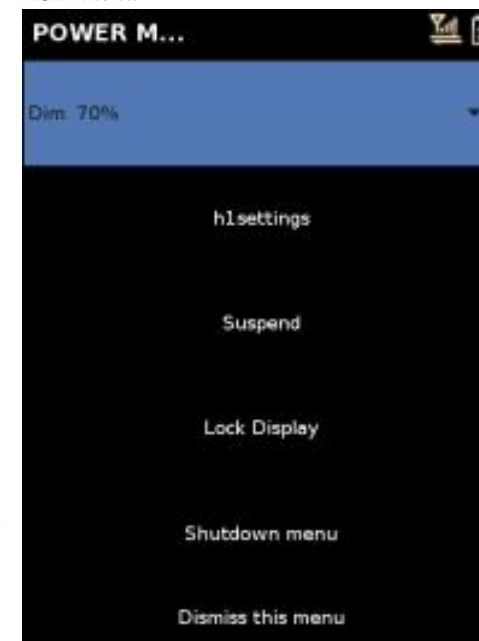 POWER M...
Dim: 70%
h1settings
Suspend
Lock Display
Shutdown menu
Dismiss this menu